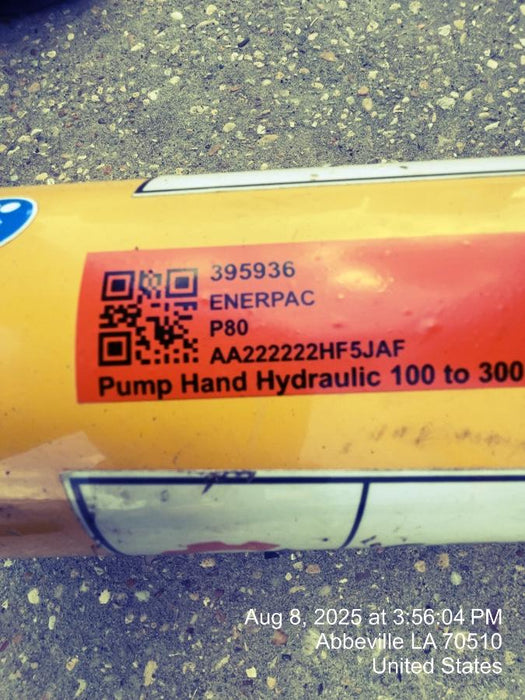 395936
ENERPAC
P80
AA222222HF5JAF
Pump Hand Hydraulic 100 to 300
Aug 8, 2025 at 3:56:04 PM
Abbeville LA 70510
United States